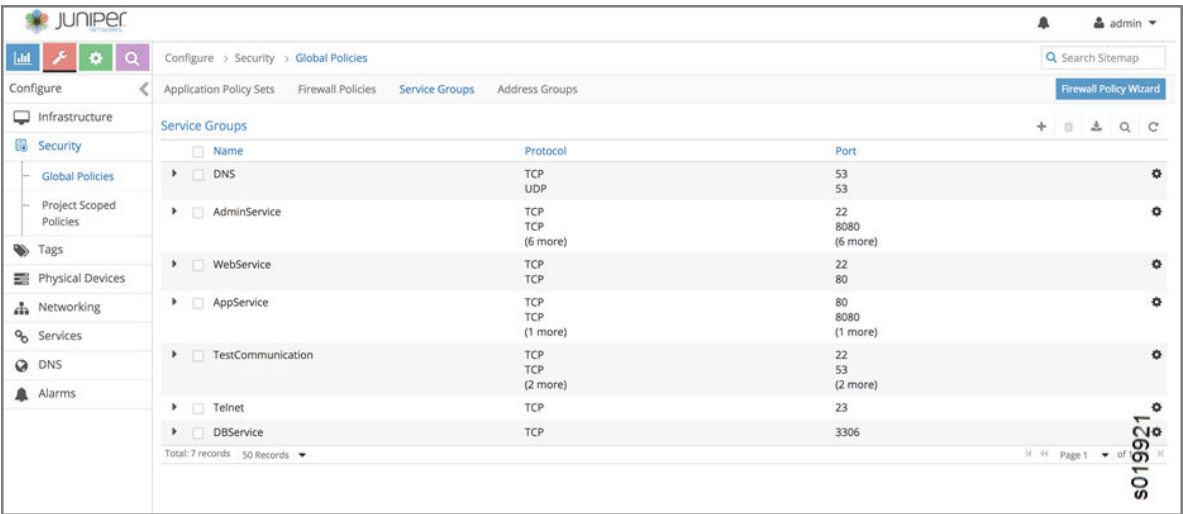 JUNIPER
NETWORKS
admin
Configure > Security > Global Policies
Search Sitemap
Configure
Application Policy Sets Firewall Policies Service Groups Address Groups
Firewall Policy Wizard
Infrastructure
Security
Global Policies
Project Scoped
Policies
Tags
Physical Devices
Networking
Services
DNS
Alarms
Service Groups
Name Protocol Port
DNS TCP 53
UDP 53
AdminService TCP 22
TCP 8080
(6 more) (6 more)
WebService TCP 22
TCP 80
AppService TCP 80
TCP 8080
(1 more) (1 more)
TestCommunication TCP 22
TCP 53
(2 more) (2 more)
Telnet TCP 23
DBService TCP 3306
Total: 7 records 50 Records Page 1 of
s019921